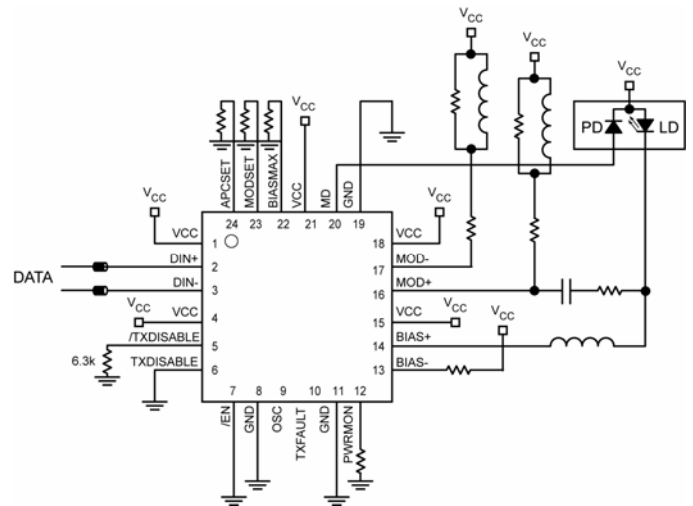 VCC
VCC
VCC
PD LD
VCC
APCSET
MODSET
BIASMAX
VCC
MD
GND
24 23 22 21 20 19
VCC
VCC
1
DATA
DIN+
2
DIN-
3
VCC
VCC
4
/TXDISABLE
5
6.3k
TXDISABLE
6
VCC
VCC
18
MOD-
17
MOD+
16
VCC
VCC
15
VCC
BIAS+
14
BIAS-
13
7 8 9 10 11 12
/EN
GND
OSC
TXFAULT
GND
PWRMON